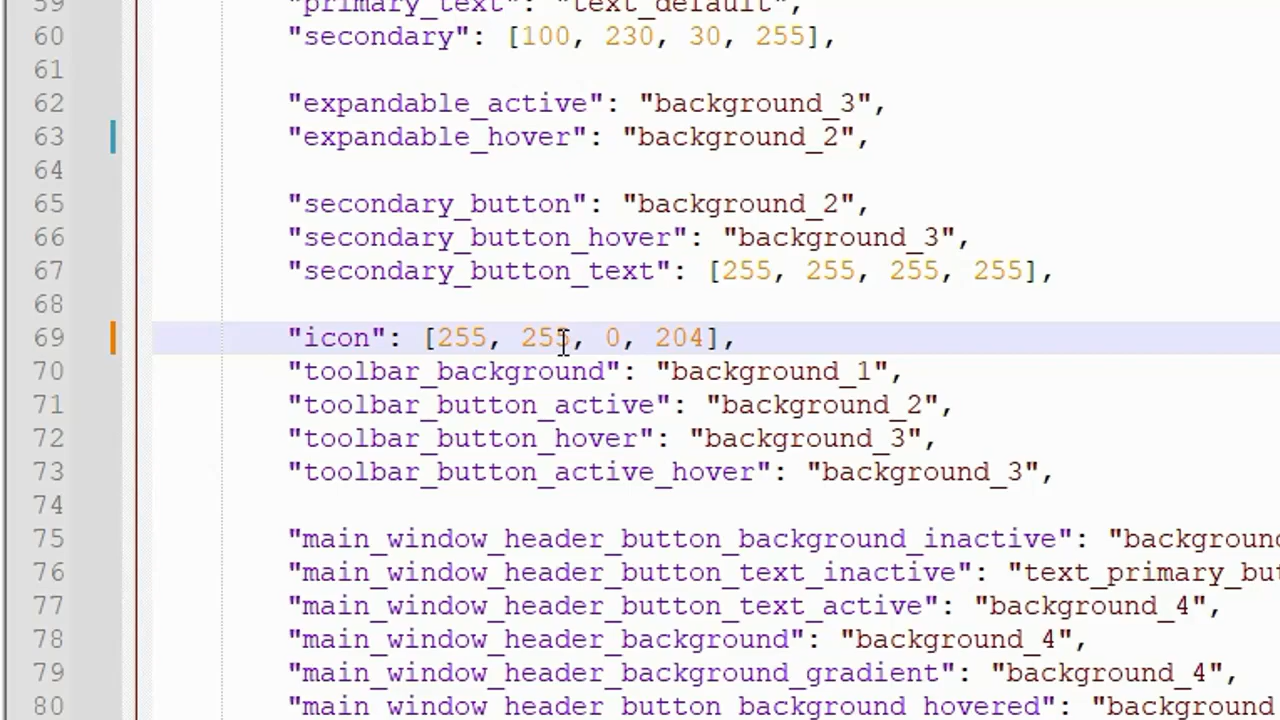 59 "primary_text": "text_default",
60 "secondary": [100, 230, 30, 255],
61
62 "expandable_active": "background_3",
63 "expandable_hover": "background_2",
64
65 "secondary_button": "background_2",
66 "secondary_button_hover": "background_3",
67 "secondary_button_text": [255, 255, 255, 255],
68
69 "icon": [255, 255, 0, 204],
70 "toolbar_background": "background_1",
71 "toolbar_button_active": "background_2",
72 "toolbar_button_hover": "background_3",
73 "toolbar_button_active_hover": "background_3",
74
75 "main_window_header_button_background_inactive": "background
76 "main_window_header_button_text_inactive": "text_primary_but
77 "main_window_header_button_text_active": "background_4",
78 "main_window_header_background": "background_4",
79 "main_window_header_background_gradient": "background_4",
80 "main_window_header_button_background_hovered": "background